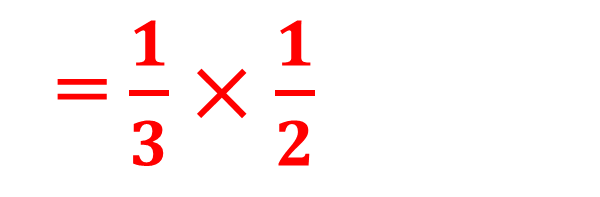 = 1/3 × 1/2